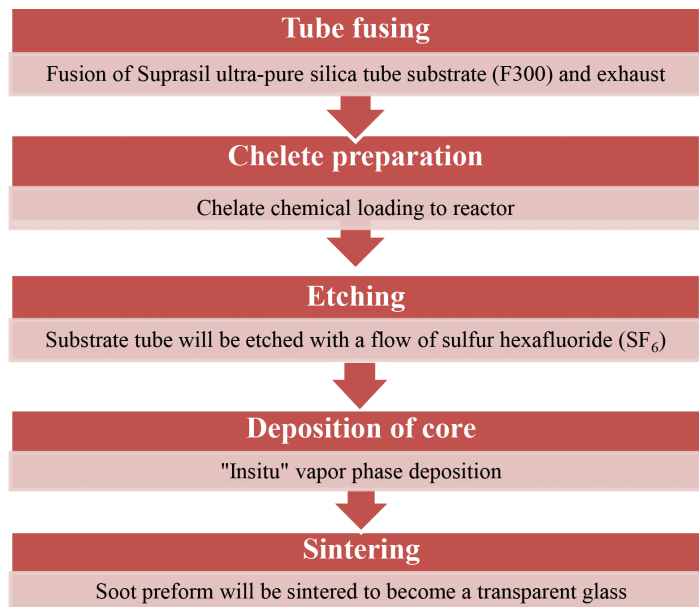 Tube fusing
Fusion of Suprasil ultra-pure silica tube substrate (F300) and exhaust
Chelete preparation
Chelate chemical loading to reactor
Etching
Substrate tube will be etched with a flow of sulfur hexafluoride (SF₆)
Deposition of core
"Insitu" vapor phase deposition
Sintering
Soot preform will be sintered to become a transparent glass